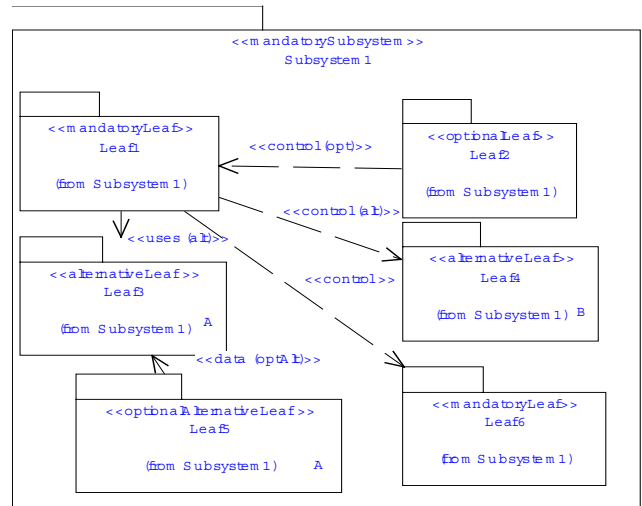 <<mandatorySubsystem>>
Subsystem1
<<mandatoryLeaf>>
Leaf1
(from Subsystem1)
<<control(opt)>>
<<optionalLeaf>>
Leaf2
(from Subsystem1)
<<control(alt)>>
<<uses(alt)>>
<<alternativeLeaf>>
Leaf3
(from Subsystem1) A
<<control>>
<<alternativeLeaf>>
Leaf4
(from Subsystem1) B
<<data (optAlt)>>
<<optionalAlternativeLeaf>>
Leaf5
(from Subsystem1) A
<<mandatoryLeaf>>
Leaf6
(from Subsystem1)